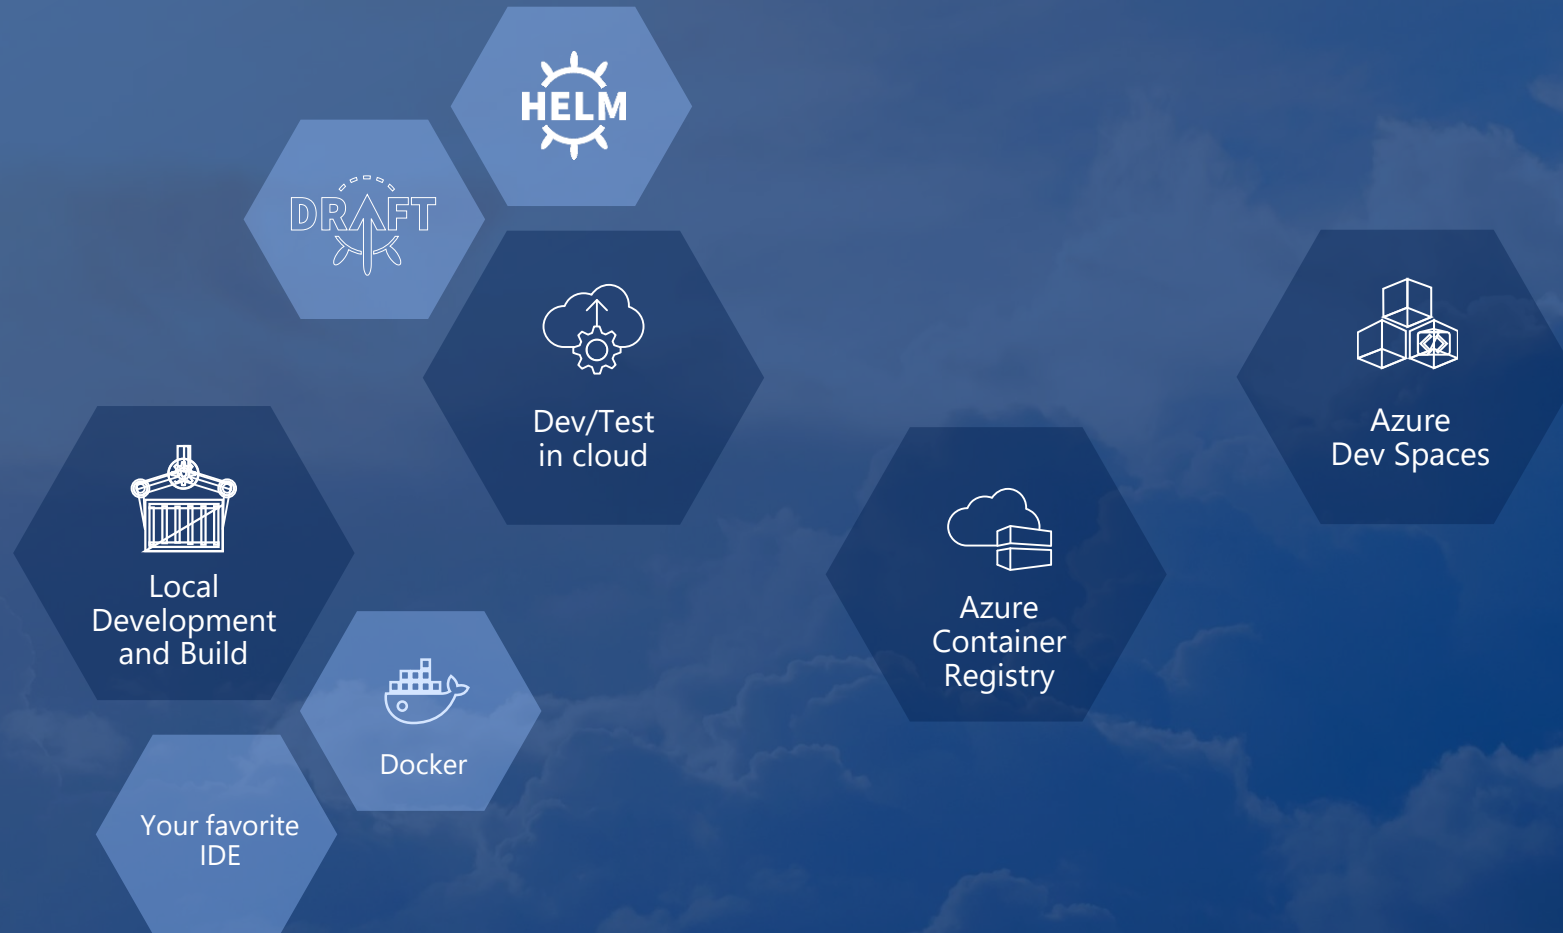 HELM
DRAFT
Dev/Test
in cloud
Azure
Dev Spaces
Local
Development
and Build
Azure
Container
Registry
Docker
Your favorite
IDE